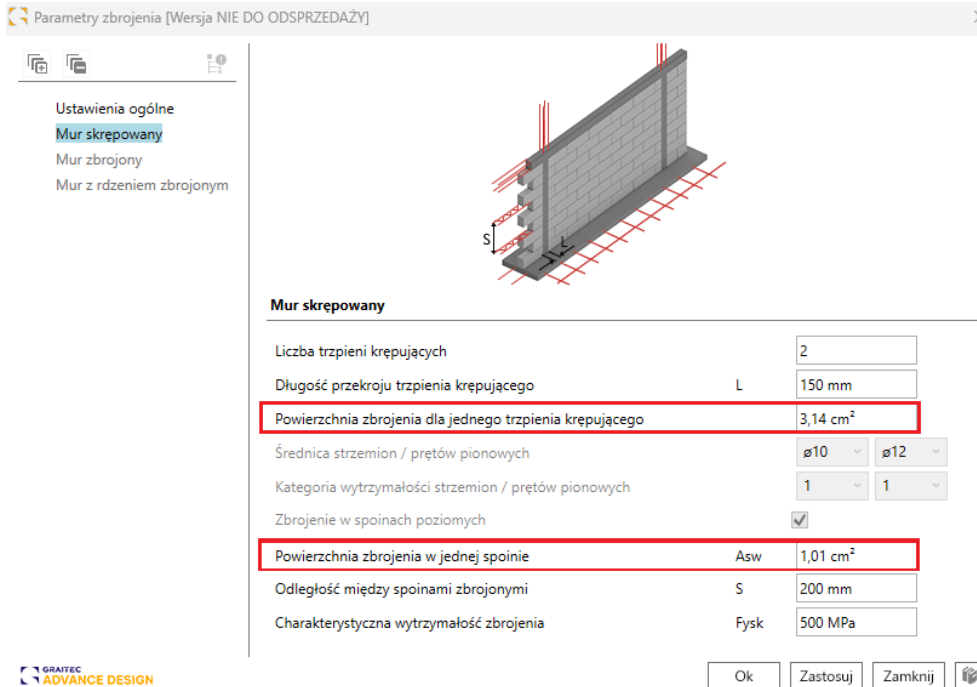 Parametry zbrojenia [Wersja NIE DO ODSPRZEDAŻY]
Ustawienia ogólne
Mur skrępowany
Mur zbrojony
Mur z rdzeniem zbrojonym
S
L
Mur skrępowany
Liczba trzpieni krępujących 2
Długość przekroju trzpienia krępującego L 150 mm
Powierzchnia zbrojenia dla jednego trzpienia krępującego 3,14 cm²
Średnica strzemion / prętów pionowych ø10 ø12
Kategoria wytrzymałości strzemion / prętów pionowych 1 1
Zbrojenie w spoinach poziomych
Powierzchnia zbrojenia w jednej spoinie Asw 1,01 cm²
Odległość między spoinami zbrojonymi S 200 mm
Charakterystyczna wytrzymałość zbrojenia Fysk 500 MPa
GRAITEC
ADVANCE DESIGN
Ok Zastosuj Zamknij